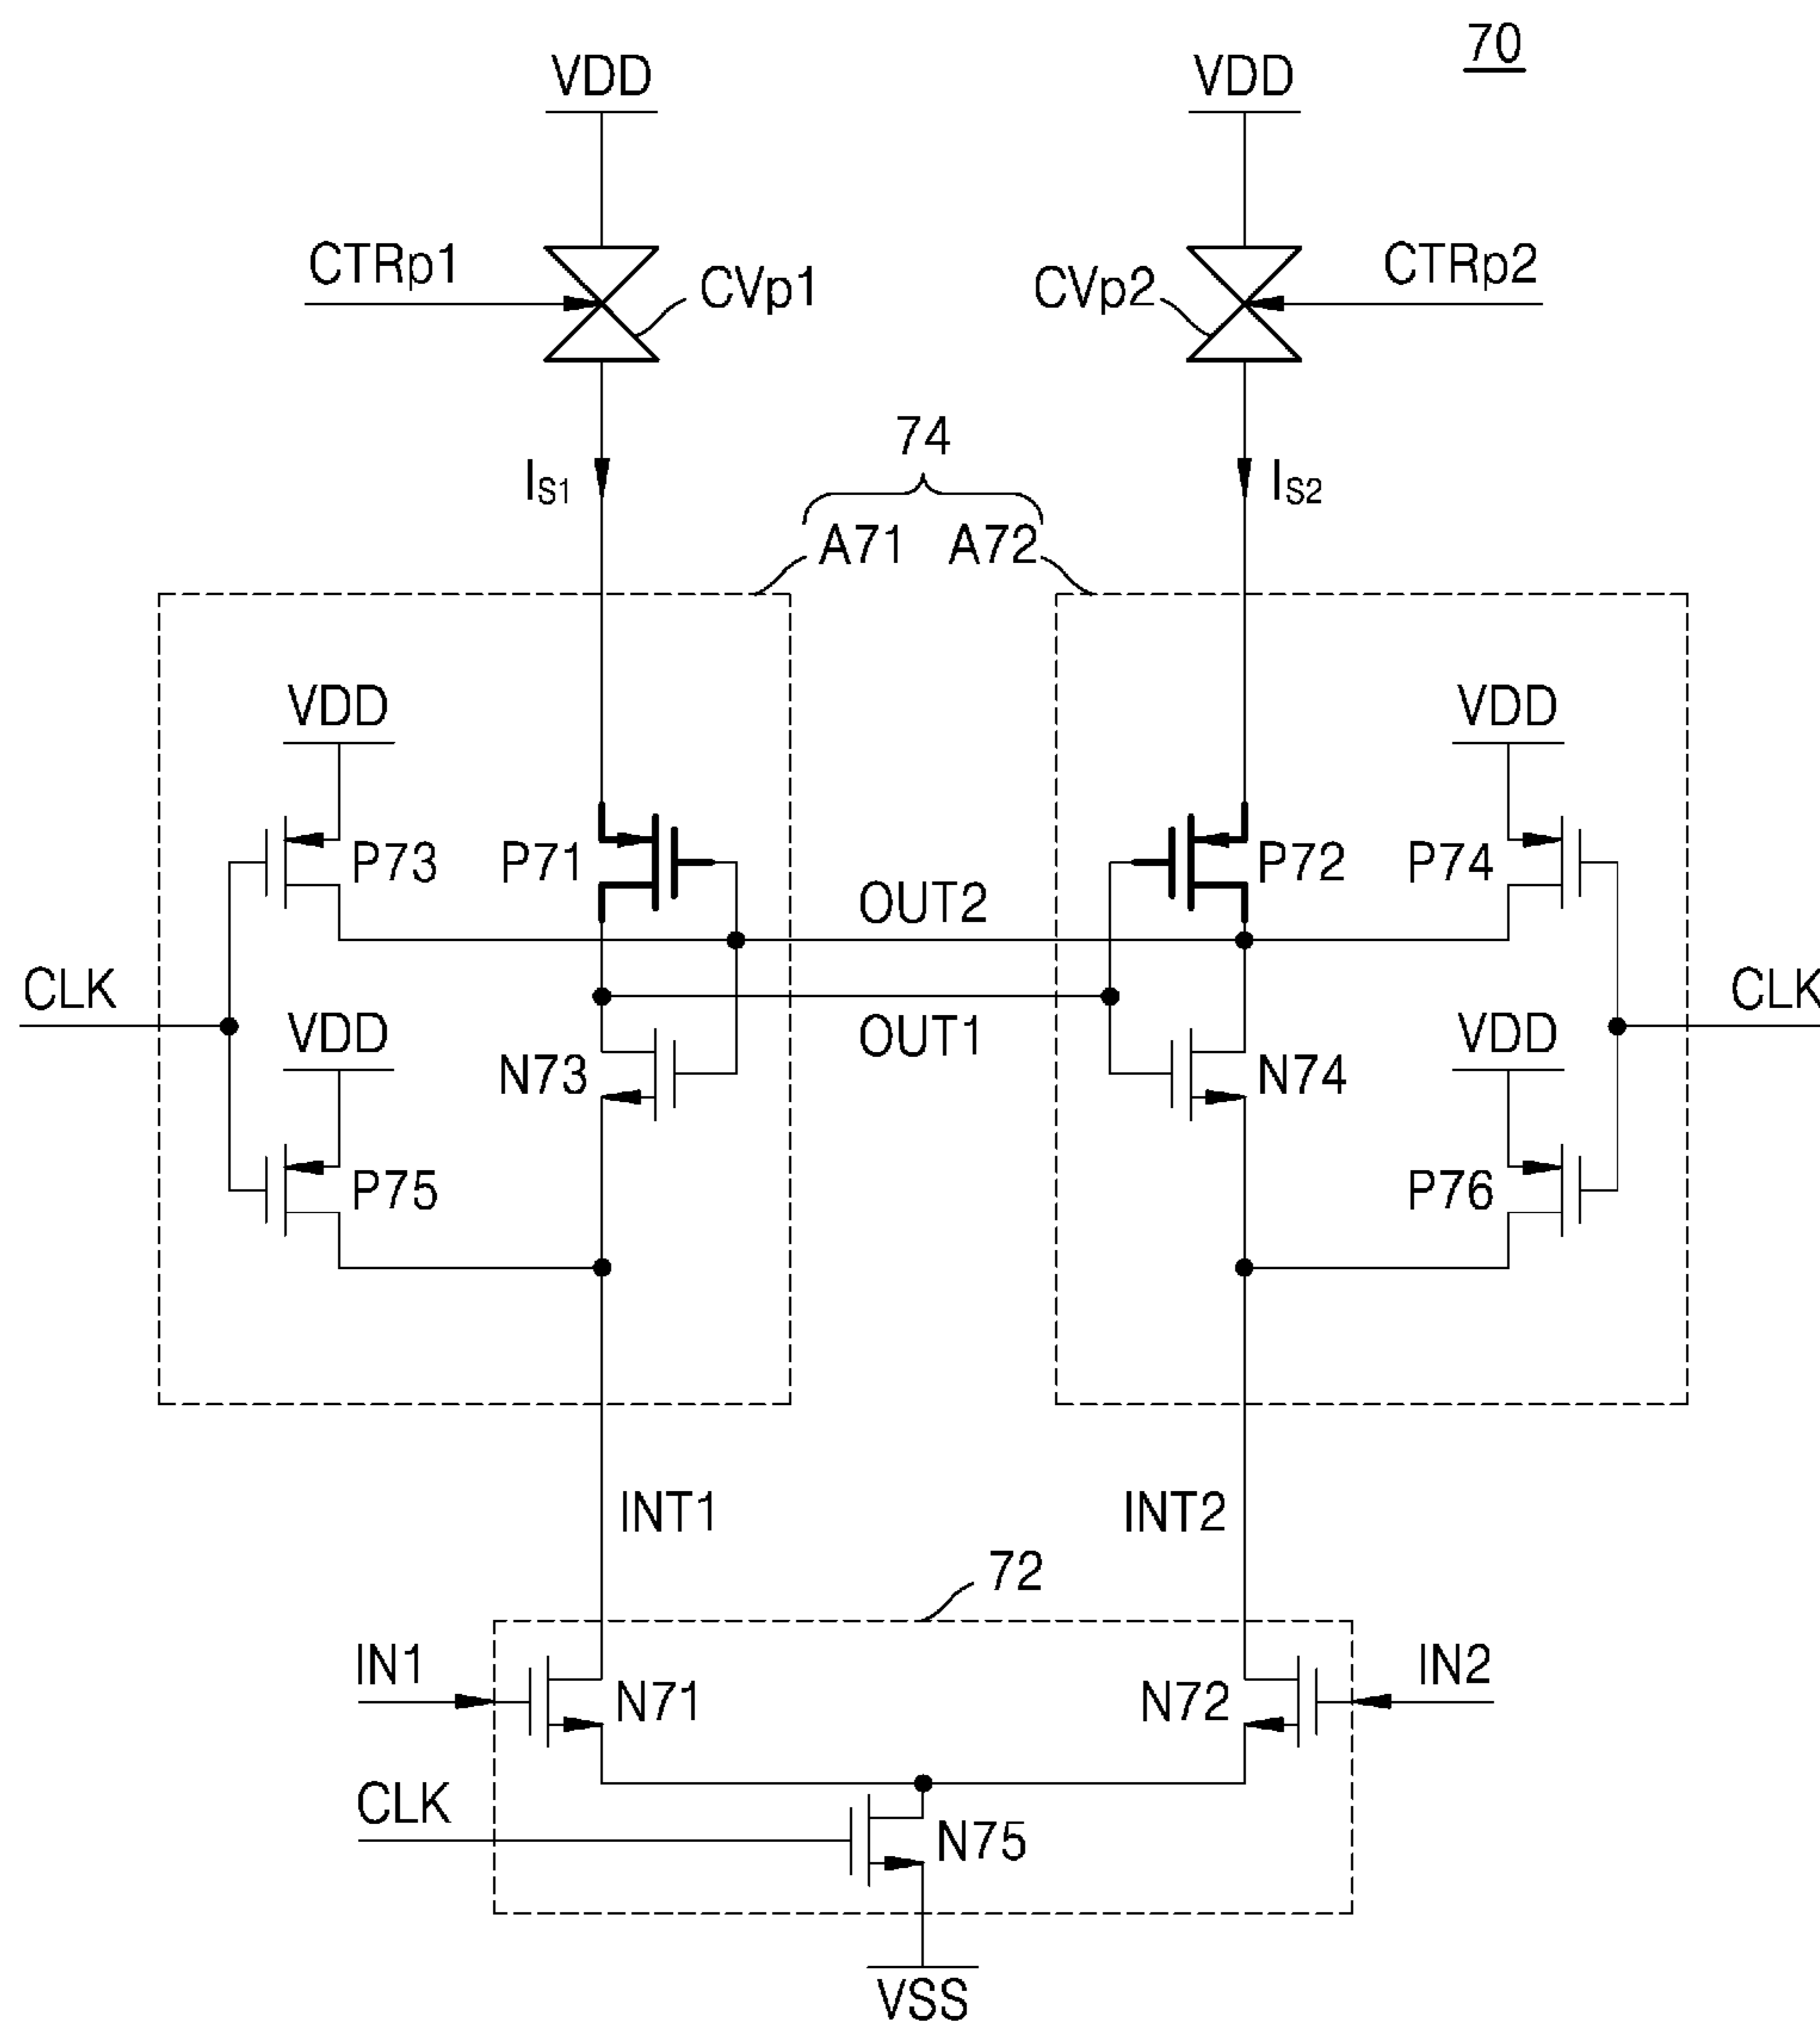 70
VDD VDD
CTRp1 CVp1 CVp2 CTRp2
74
IS1 IS2
A71 A72
VDD VDD
P73 P71 P72 P74
OUT2
CLK CLK
VDD OUT1 VDD
N73 N74
P75 P76
INT1 INT2
72
IN1 IN2
N71 N72
CLK
N75
VSS